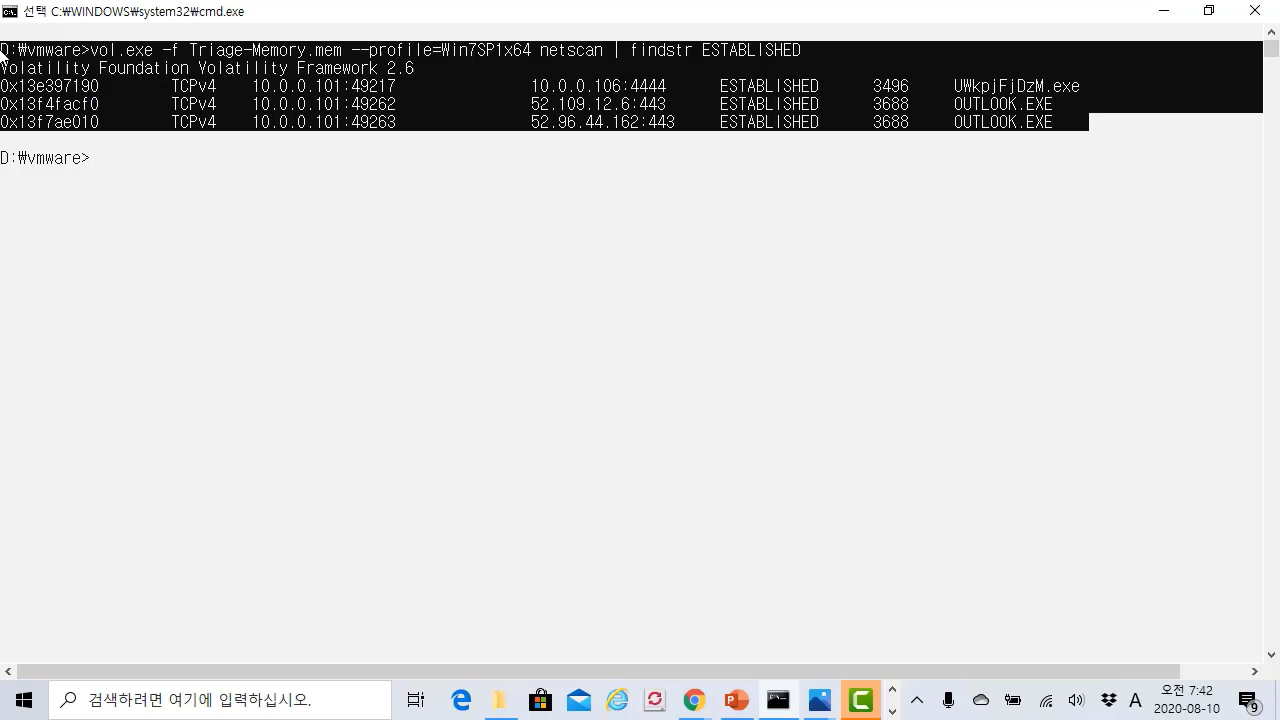 선택 C:₩WINDOWS₩system32₩cmd.exe
D:₩vmware>vol.exe -f Triage-Memory.mem --profile=Win7SP1x64 netscan | findstr ESTABLISHED
Volatility Foundation Volatility Framework 2.6
0x13e397190 TCPv4 10.0.0.101:49217 10.0.0.106:4444 ESTABLISHED 3496 UWkpjFjDzM.exe
0x13f4facf0 TCPv4 10.0.0.101:49262 52.109.12.6:443 ESTABLISHED 3688 OUTLOOK.EXE
0x13f7ae010 TCPv4 10.0.0.101:49263 52.96.44.162:443 ESTABLISHED 3688 OUTLOOK.EXE
D:₩vmware>
검색하려면 여기에 입력하십시오.
A
오전 7:42
2020-08-10
9